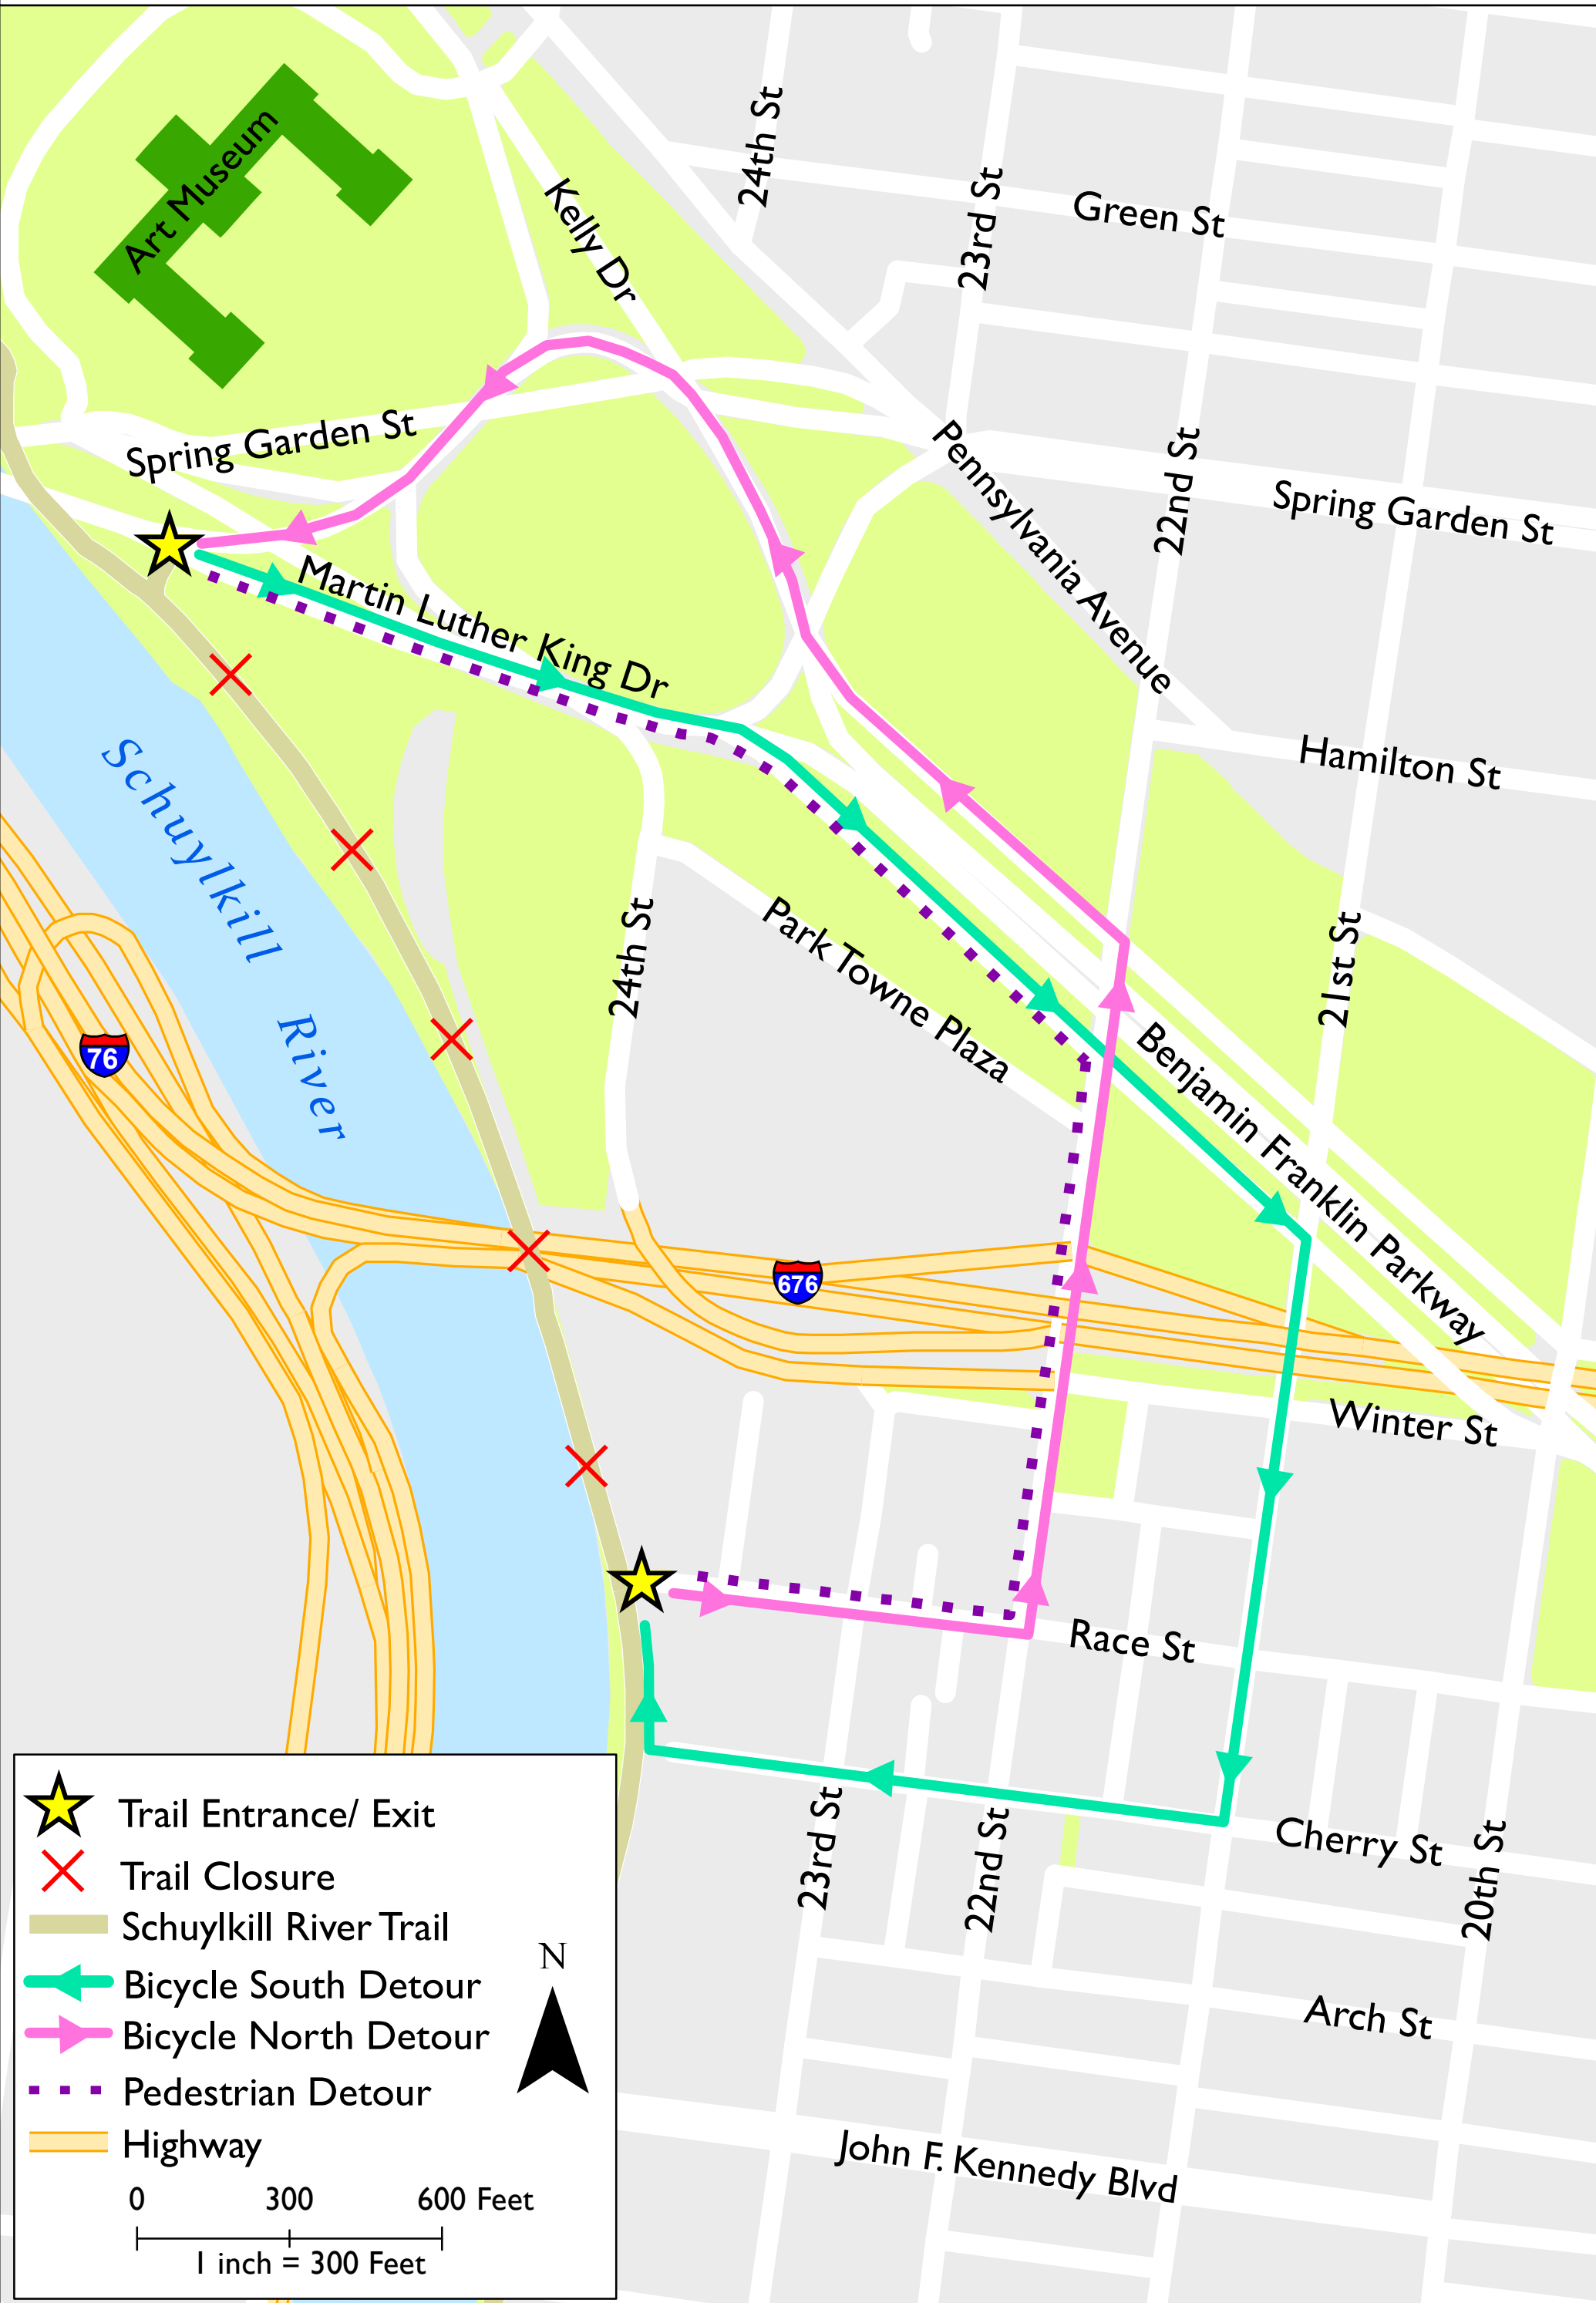 Art Museum
Kelly Dr
24th St
23rd St
Green St
Spring Garden St
Pennsylvania Avenue
22nd St
Spring Garden St
Martin Luther King Dr
Hamilton St
Schuylkill
River
24th St
Park Towne Plaza
21st St
76
Benjamin Franklin Parkway
676
Winter St
Race St
23rd St
22nd St
Cherry St
20th St
Arch St
John F. Kennedy Blvd
Trail Entrance/ Exit
Trail Closure
Schuylkill River Trail
Bicycle South Detour
Bicycle North Detour
Pedestrian Detour
Highway
N
0 300 600 Feet
1 inch = 300 Feet